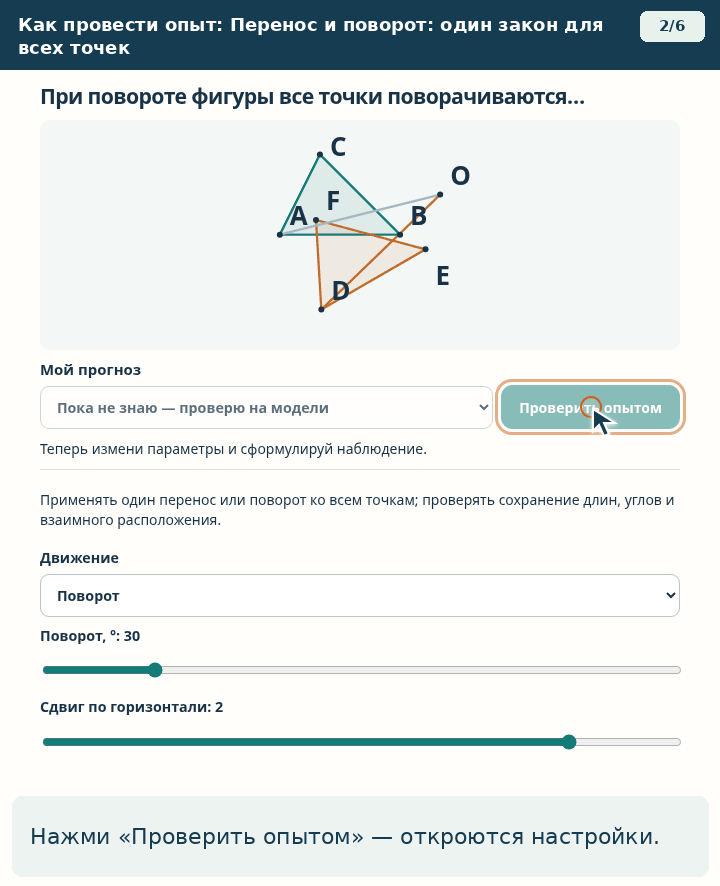 Как провести опыт: Перенос и поворот: один закон для
всех точек
2/6
При повороте фигуры все точки поворачиваются…
C
O
F
A
B
E
D
Мой прогноз
Пока не знаю — проверю на модели
Проверить опытом
Теперь измени параметры и сформулируй наблюдение.
Применять один перенос или поворот ко всем точкам; проверять сохранение длин, углов и
взаимного расположения.
Движение
Поворот
Поворот, °: 30
Сдвиг по горизонтали: 2
Нажми «Проверить опытом» — откроются настройки.